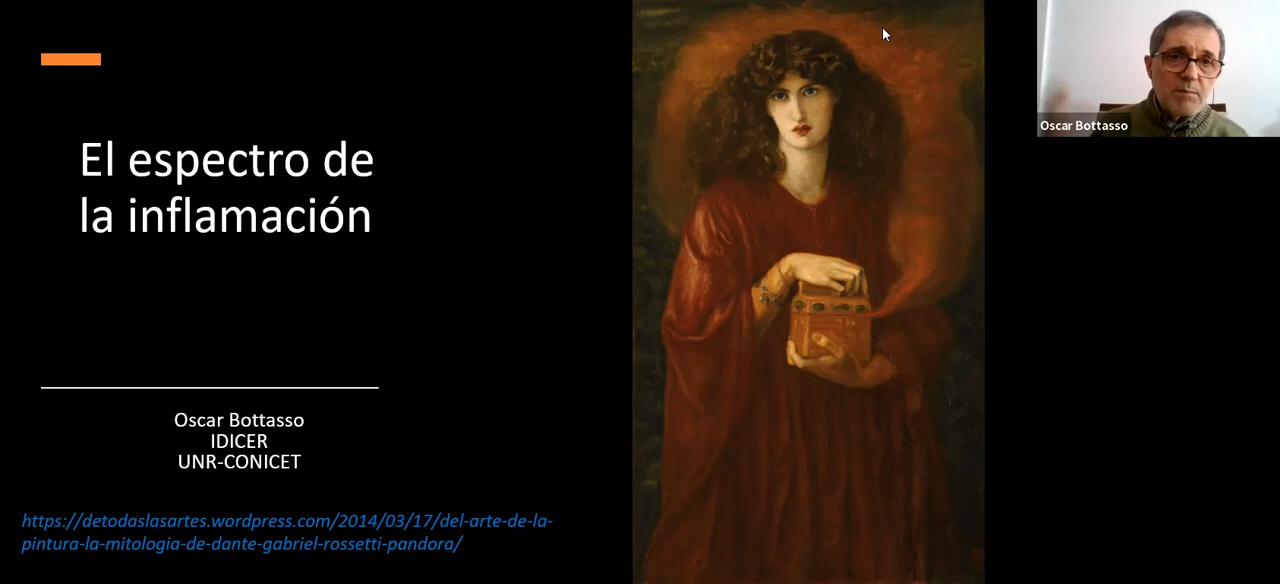 El espectro de
la inflamación
Oscar Bottasso
IDICER
UNR-CONICET
https://detodaslasartes.wordpress.com/2014/03/17/del-arte-de-la-
pintura-la-mitologia-de-dante-gabriel-rossetti-pandora/
Oscar Bottasso